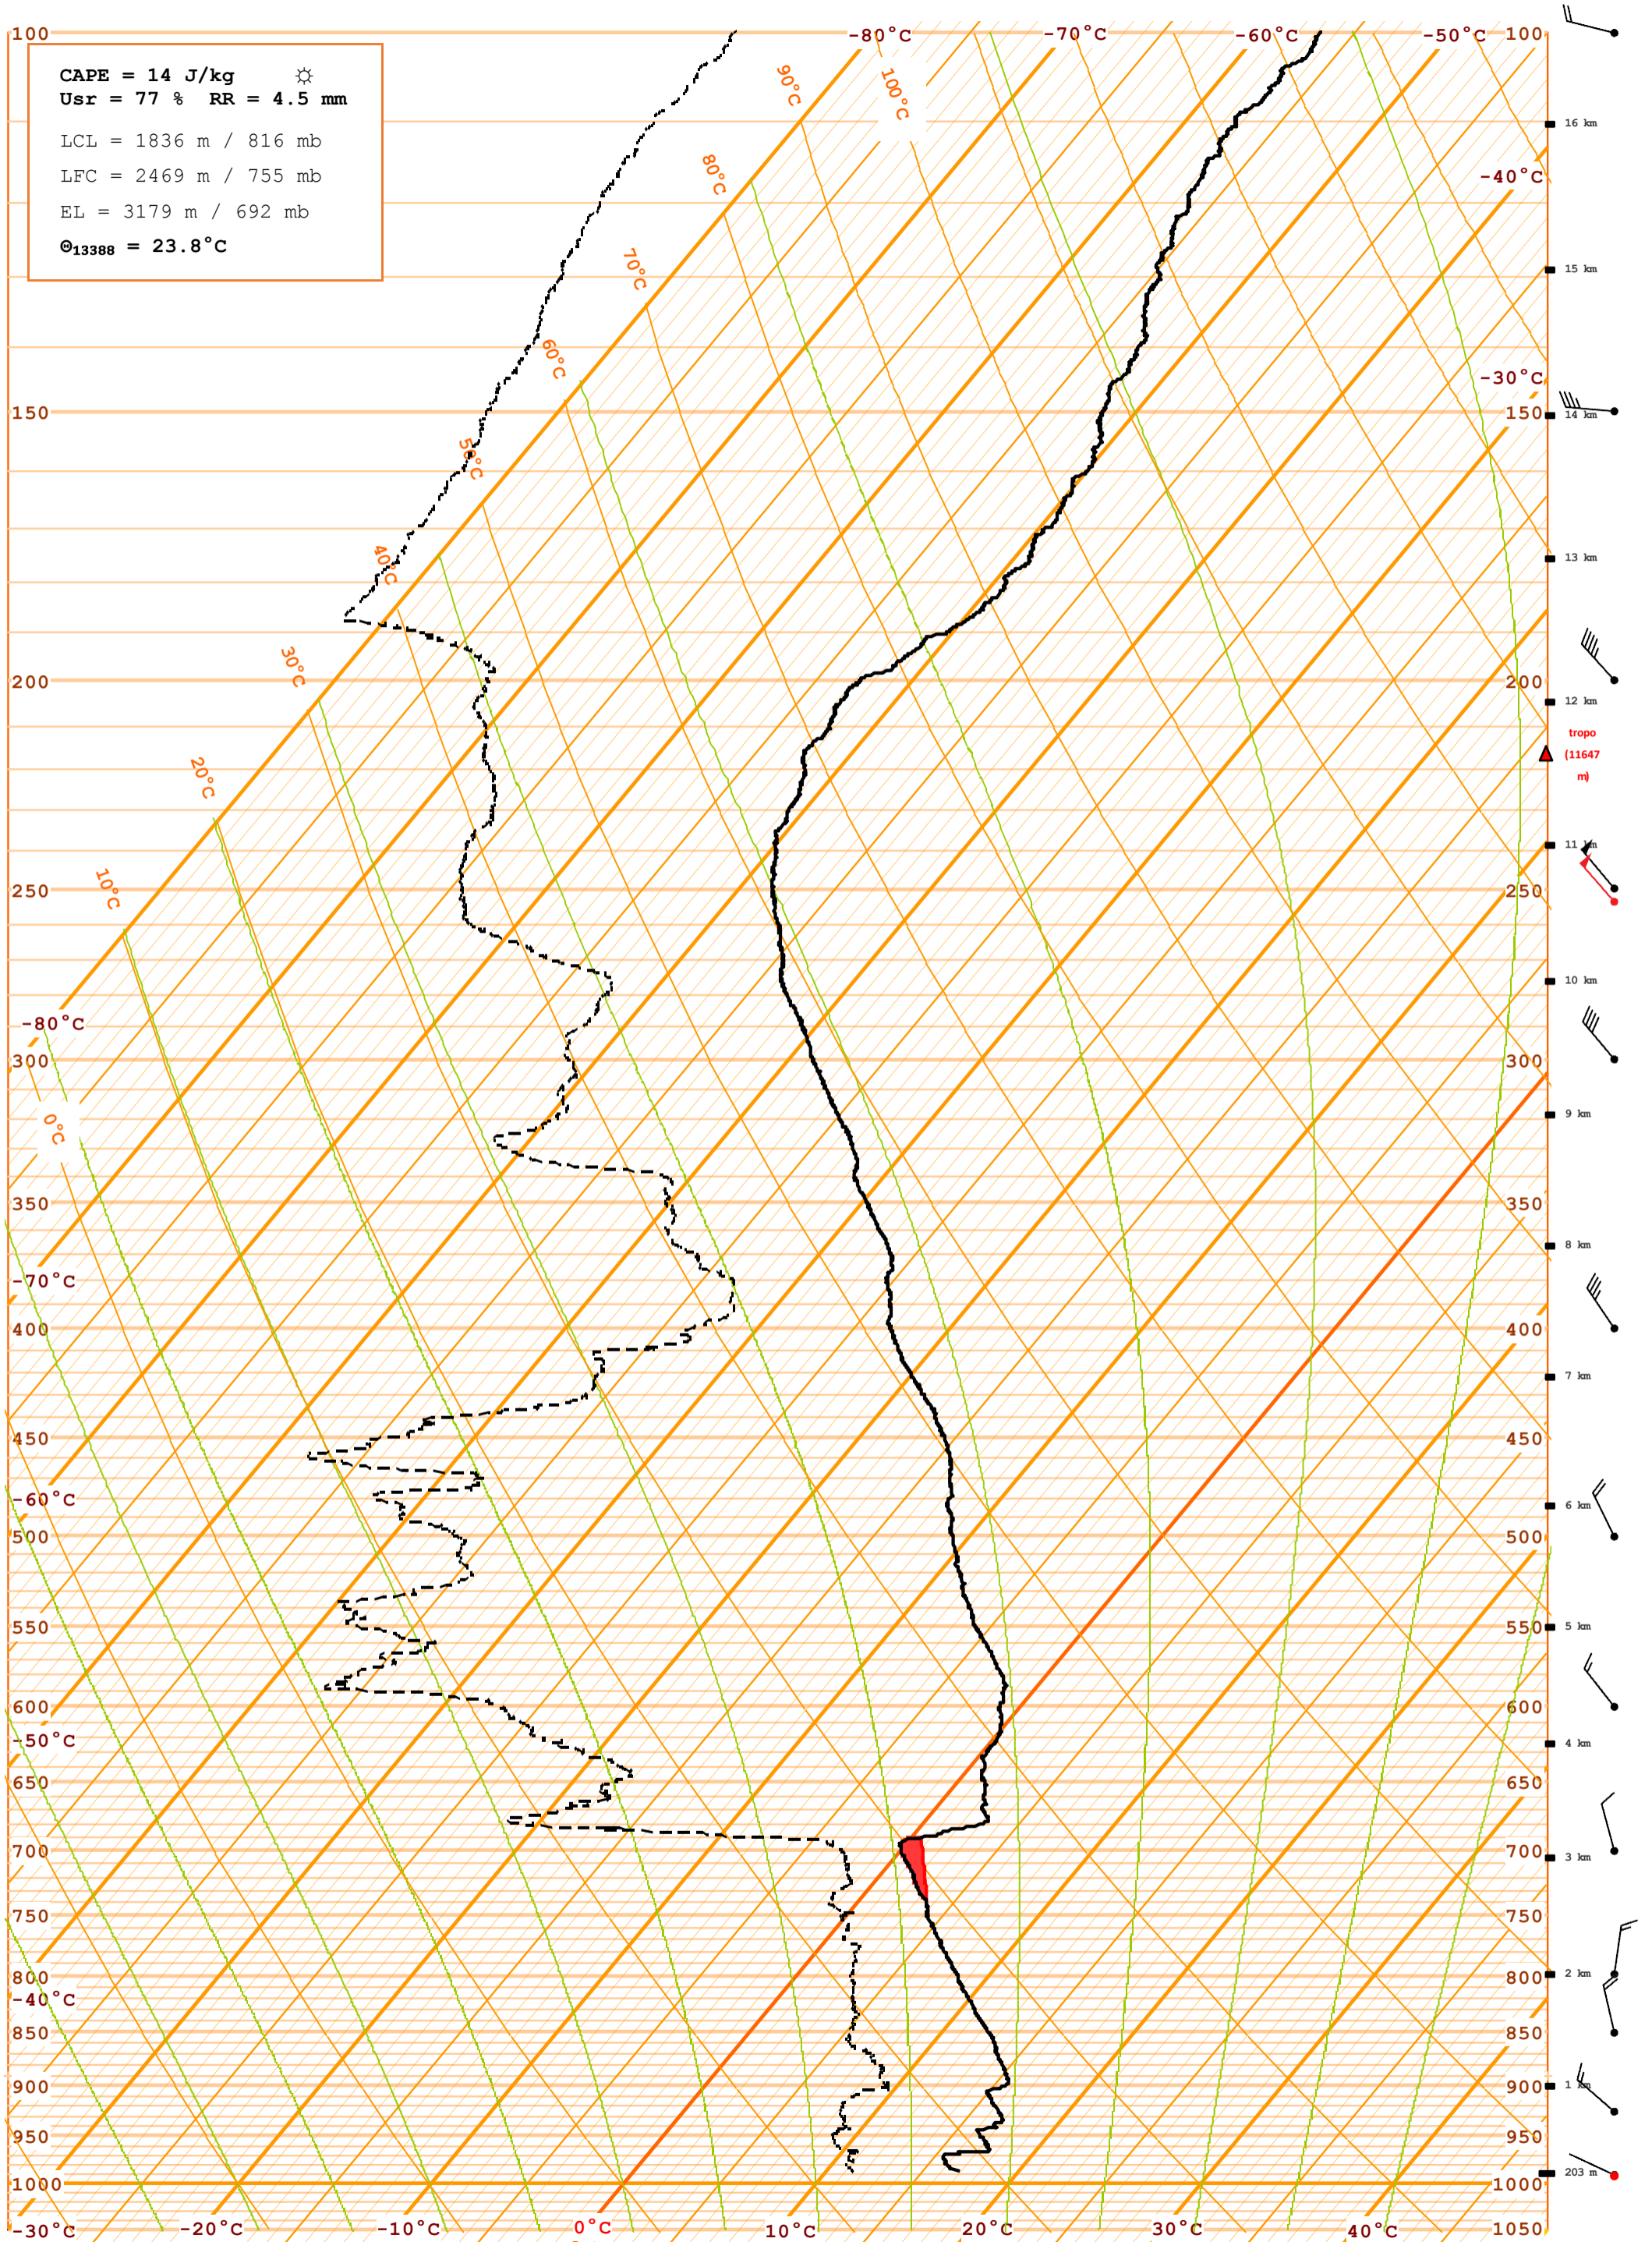 -80°C -70°C -60°C -50°C
100 100
CAPE = 14 J/kg ☼
Usr = 77 % RR = 4.5 mm
LCL = 1836 m / 816 mb
LFC = 2469 m / 755 mb
EL = 3179 m / 692 mb
Θ13388 = 23.8°C
90°C
100°C
16 km
80°C
-40°C
70°C
15 km
60°C
-30°C
150 150
14 km
50°C
40°C
13 km
30°C
200 200
12 km
20°C
tropo
(11647
m)
11 km
10°C
250 250
10 km
-80°C
300 300
0°C
9 km
350 350
8 km
-70°C
400 400
7 km
450 450
-60°C
6 km
500 500
550 550
5 km
600 600
-50°C
4 km
650 650
700 700
3 km
750 750
800 800
2 km
-40°C
850 850
900 900
1 km
950 950
203 m
1000 1000
-30°C -20°C -10°C 0°C 10°C 20°C 30°C 40°C 1050